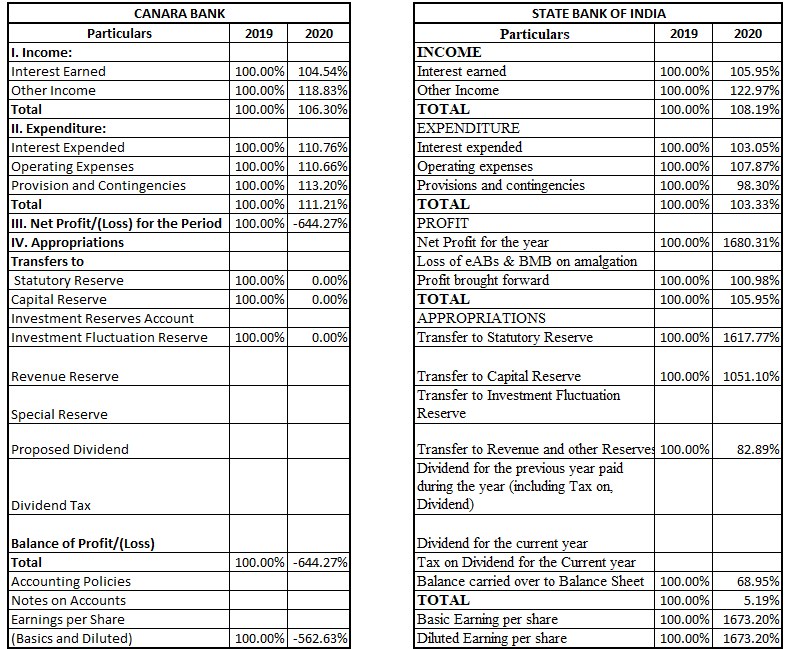 CANARA BANK
Particulars 2019 2020
I. Income:
Interest Earned 100.00% 104.54%
Other Income 100.00% 118.83%
Total 100.00% 106.30%
II. Expenditure:
Interest Expended 100.00% 110.76%
Operating Expenses 100.00% 110.66%
Provision and Contingencies 100.00% 113.20%
Total 100.00% 111.21%
III. Net Profit/(Loss) for the Period 100.00% -644.27%
IV. Appropriations
Transfers to
Statutory Reserve 100.00% 0.00%
Capital Reserve 100.00% 0.00%
Investment Reserves Account
Investment Fluctuation Reserve 100.00% 0.00%
Revenue Reserve
Special Reserve
Proposed Dividend
Dividend Tax
Balance of Profit/(Loss)
Total 100.00% -644.27%
Accounting Policies
Notes on Accounts
Earnings per Share
(Basics and Diluted) 100.00% -562.63%
STATE BANK OF INDIA
Particulars 2019 2020
INCOME
Interest earned 100.00% 105.95%
Other Income 100.00% 122.97%
TOTAL 100.00% 108.19%
EXPENDITURE
Interest expended 100.00% 103.05%
Operating expenses 100.00% 107.87%
Provisions and contingencies 100.00% 98.30%
TOTAL 100.00% 103.33%
PROFIT
Net Profit for the year 100.00% 1680.31%
Loss of eABs & BMB on amalgation
Profit brought forward 100.00% 100.98%
TOTAL 100.00% 105.95%
APPROPRIATIONS
Transfer to Statutory Reserve 100.00% 1617.77%
Transfer to Capital Reserve 100.00% 1051.10%
Transfer to Investment Fluctuation
Reserve
Transfer to Revenue and other Reserves 100.00% 82.89%
Dividend for the previous year paid
during the year (including Tax on,
Dividend)
Dividend for the current year
Tax on Dividend for the Current year
Balance carried over to Balance Sheet 100.00% 68.95%
TOTAL 100.00% 5.19%
Basic Earning per share 100.00% 1673.20%
Diluted Earning per share 100.00% 1673.20%